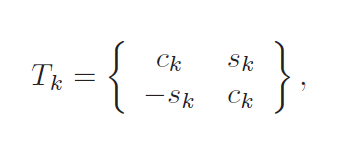 T_k = { c_k s_k
-s_k c_k },